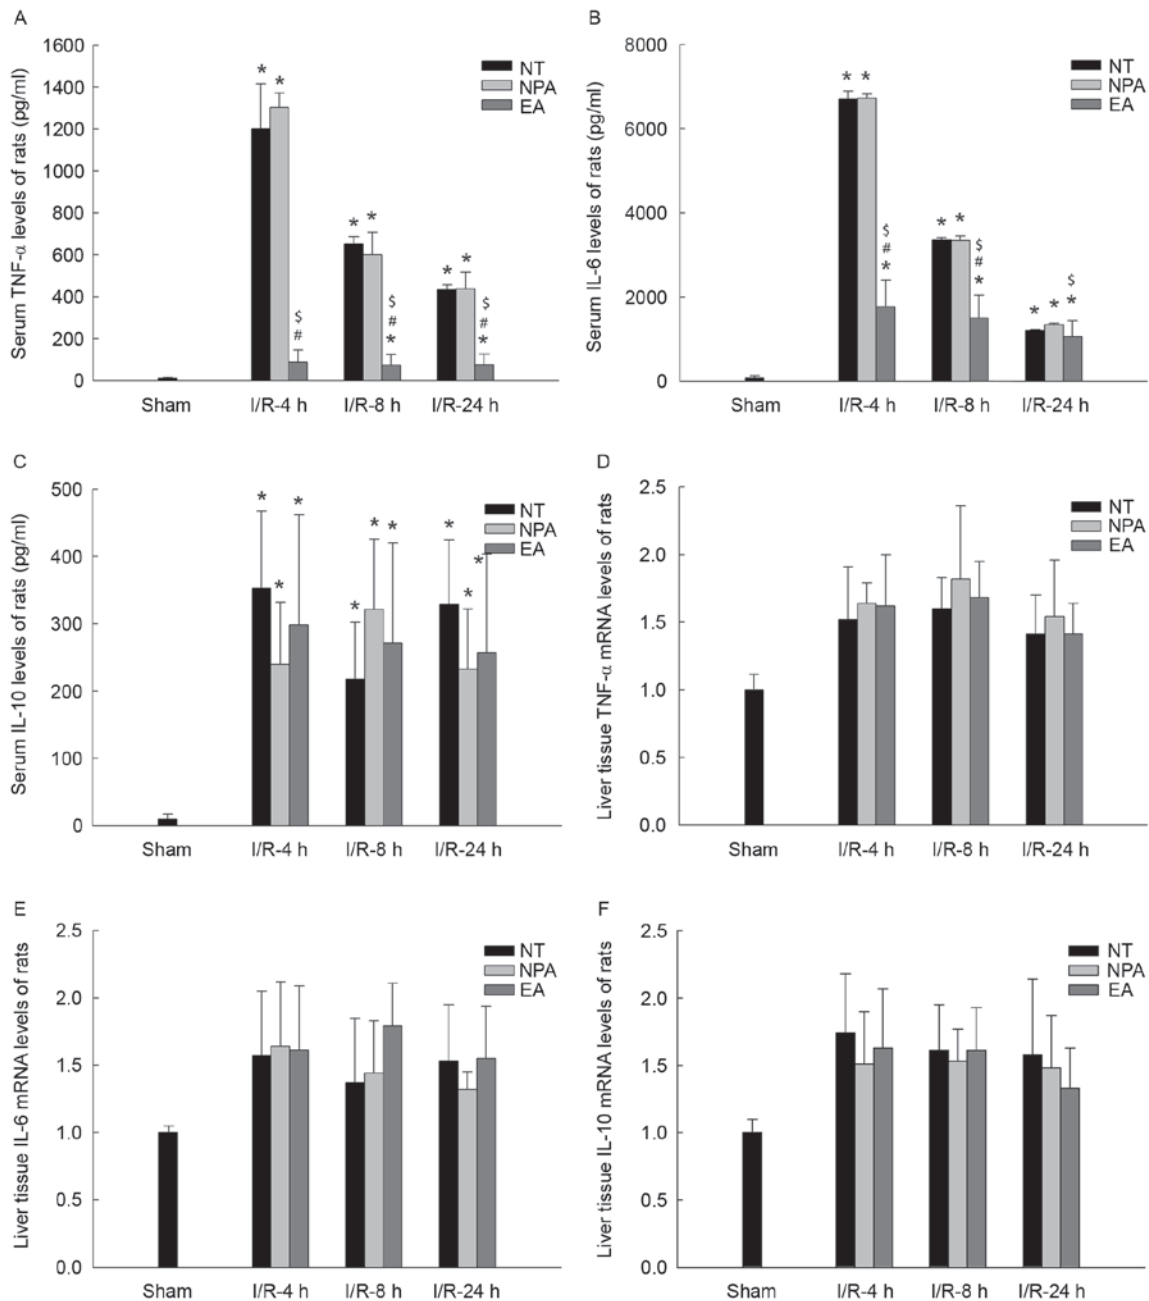 A
Serum TNF-α levels of rats (pg/ml)
1600
1400
1200
1000
800
600
400
200
0
NT
NPA
EA
* *
* *
* *
$
#
$
#
*
$
#
*
Sham I/R-4 h I/R-8 h I/R-24 h
B
Serum IL-6 levels of rats (pg/ml)
8000
6000
4000
2000
0
NT
NPA
EA
* *
$
#
*
* *
$
#
*
* *
$
*
Sham I/R-4 h I/R-8 h I/R-24 h
C
Serum IL-10 levels of rats (pg/ml)
500
400
300
200
100
0
NT
NPA
EA
* * *
* * *
* * *
Sham I/R-4 h I/R-8 h I/R-24 h
D
Liver tissue TNF-α mRNA levels of rats
2.5
2.0
1.5
1.0
0.5
0.0
NT
NPA
EA
Sham I/R-4 h I/R-8 h I/R-24 h
E
Liver tissue IL-6 mRNA levels of rats
2.5
2.0
1.5
1.0
0.5
0.0
NT
NPA
EA
Sham I/R-4 h I/R-8 h I/R-24 h
F
Liver tissue IL-10 mRNA levels of rats
2.5
2.0
1.5
1.0
0.5
0.0
NT
NPA
EA
Sham I/R-4 h I/R-8 h I/R-24 h